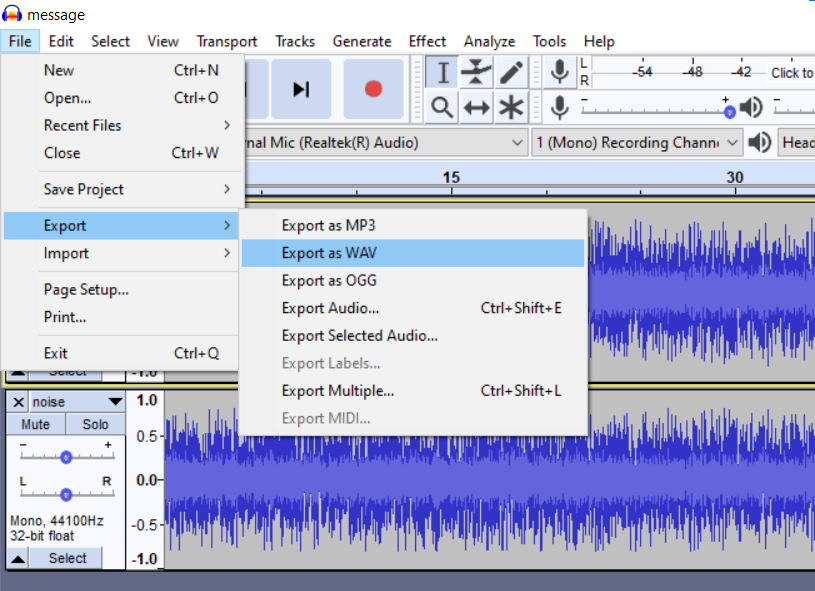 message
File Edit Select View Transport Tracks Generate Effect Analyze Tools Help
New Ctrl+N
Open... Ctrl+O
Recent Files
Close Ctrl+W
Save Project
Export
Import
Page Setup...
Print...
Exit Ctrl+Q
L
R
-54 -48 -42 Click to
- +
-
nal Mic (Realtek(R) Audio) 1 (Mono) Recording Chann Head
15 30
Export as MP3
Export as WAV
Export as OGG
Export Audio... Ctrl+Shift+E
Export Selected Audio...
Export Labels...
Export Multiple... Ctrl+Shift+L
Export MIDI...
Select -1.0
noise 1.0
Mute Solo
- + 0.5
L R 0.0
Mono, 44100Hz -0.5
32-bit float
Select -1.0